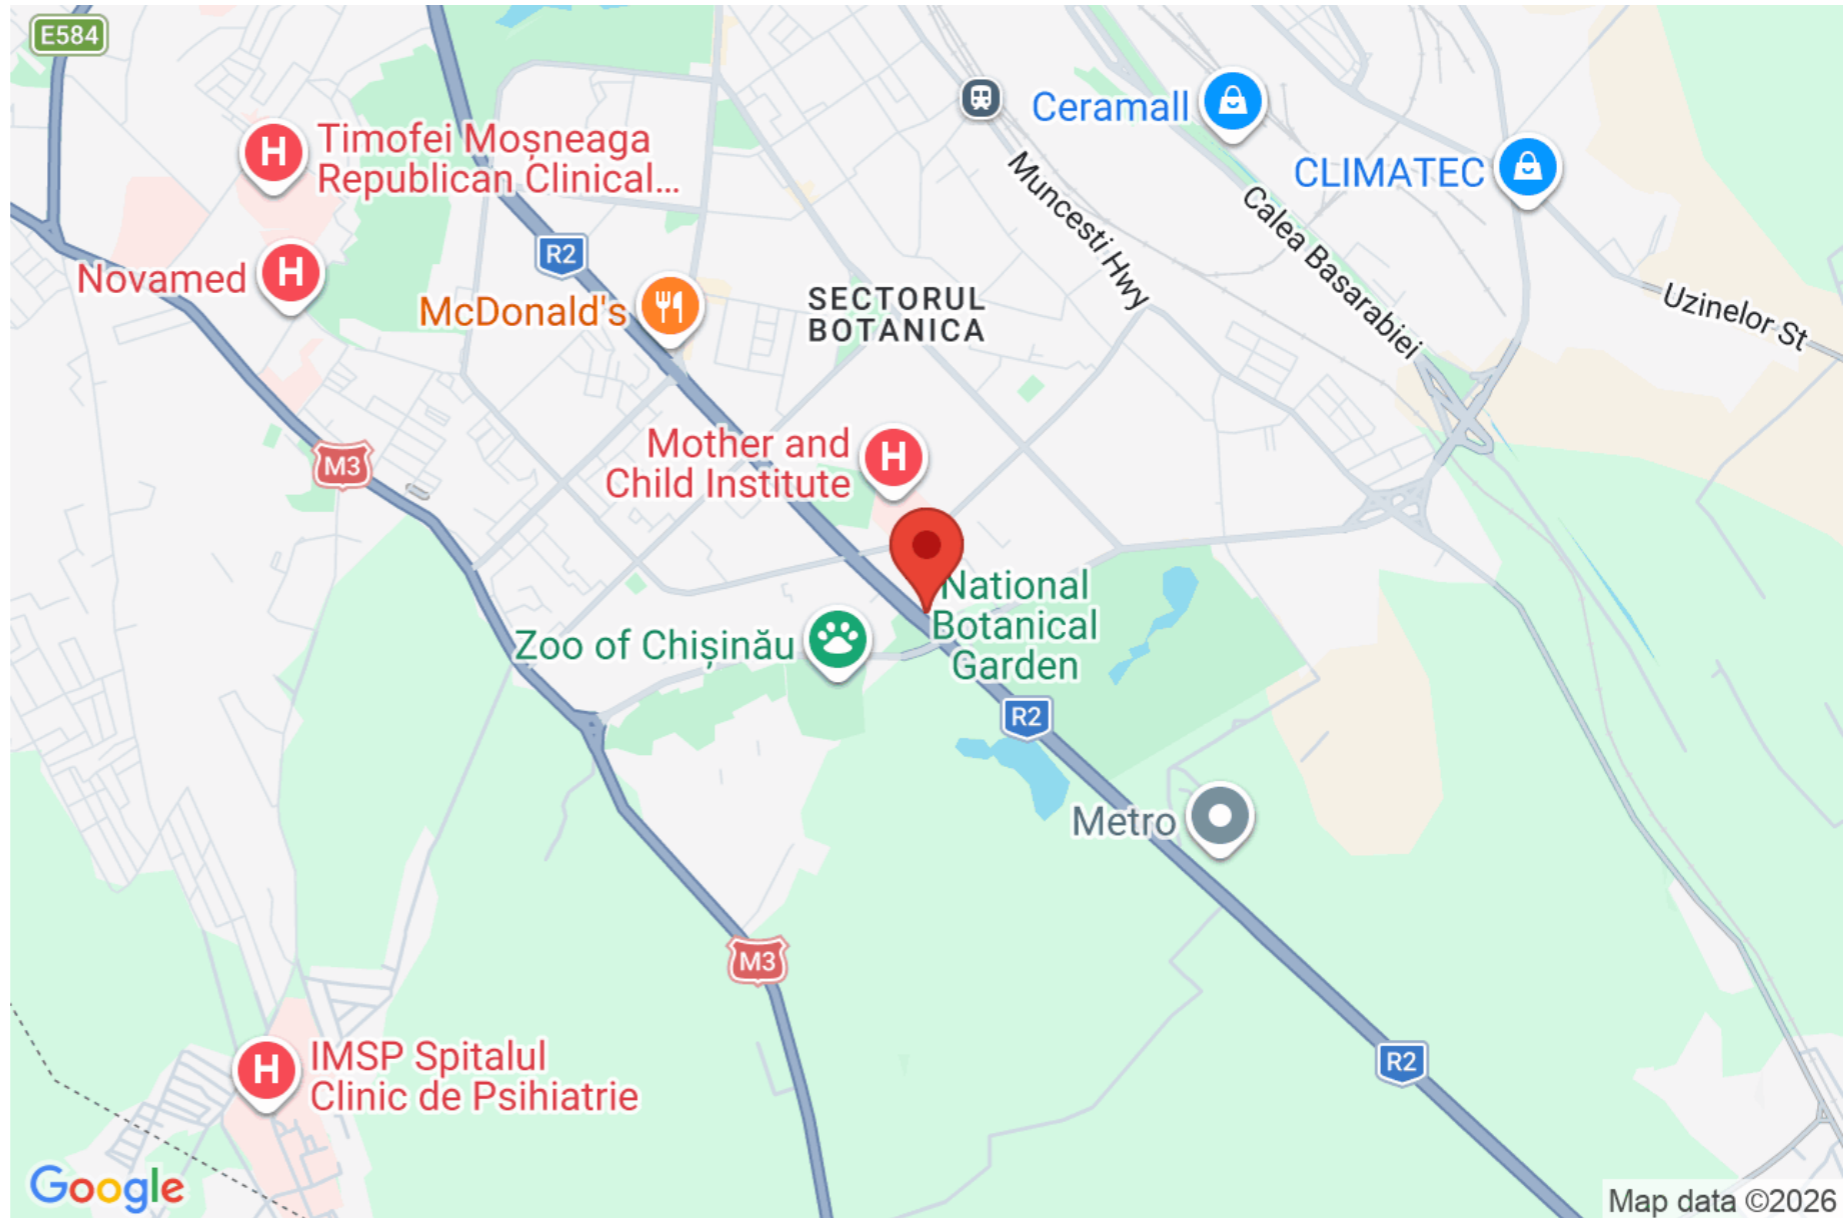 E584
Timofei Moșneaga
Republican Clinical...
Ceramall
CLIMATEC
Muncesti Hwy
Calea Basarabiei
Uzinelor St
R2
Novamed
McDonald's
SECTORUL
BOTANICA
M3
Mother and
Child Institute
National
Botanical
Garden
Zoo of Chișinău
R2
Metro
M3
R2
IMSP Spitalul
Clinic de Psihiatrie
Google
Map data ©2026
H
H
H
H